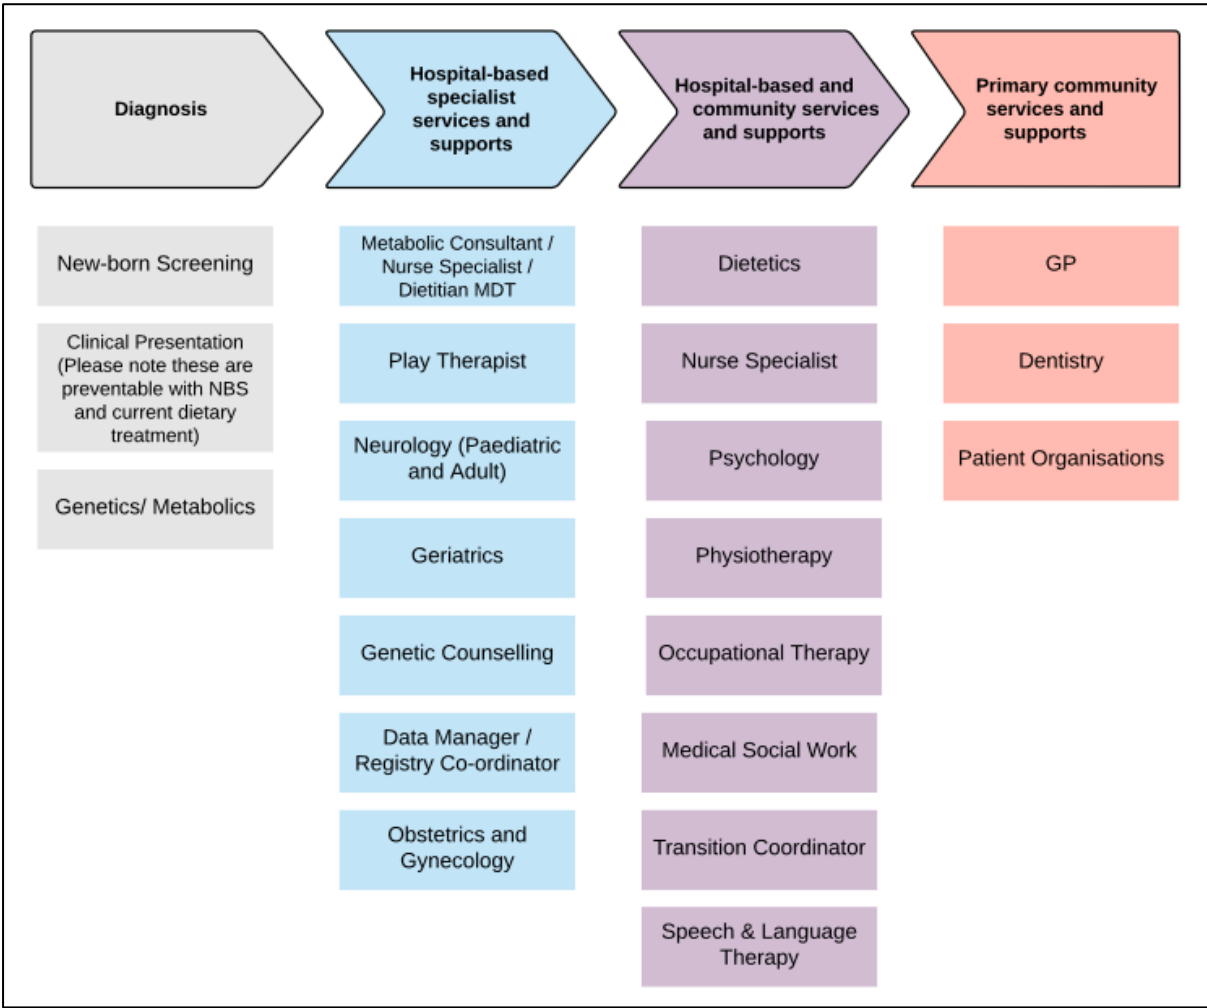 Diagnosis
Hospital-based
specialist
services and
supports
Hospital-based and
community services
and supports
Primary community
services and
supports
New-born Screening
Clinical Presentation
(Please note these are
preventable with NBS
and current dietary
treatment)
Genetics/ Metabolics
Metabolic Consultant /
Nurse Specialist /
Dietitian MDT
Play Therapist
Neurology (Paediatric
and Adult)
Geriatrics
Genetic Counselling
Data Manager /
Registry Co-ordinator
Obstetrics and
Gynecology
Dietetics
Nurse Specialist
Psychology
Physiotherapy
Occupational Therapy
Medical Social Work
Transition Coordinator
Speech & Language
Therapy
GP
Dentistry
Patient Organisations